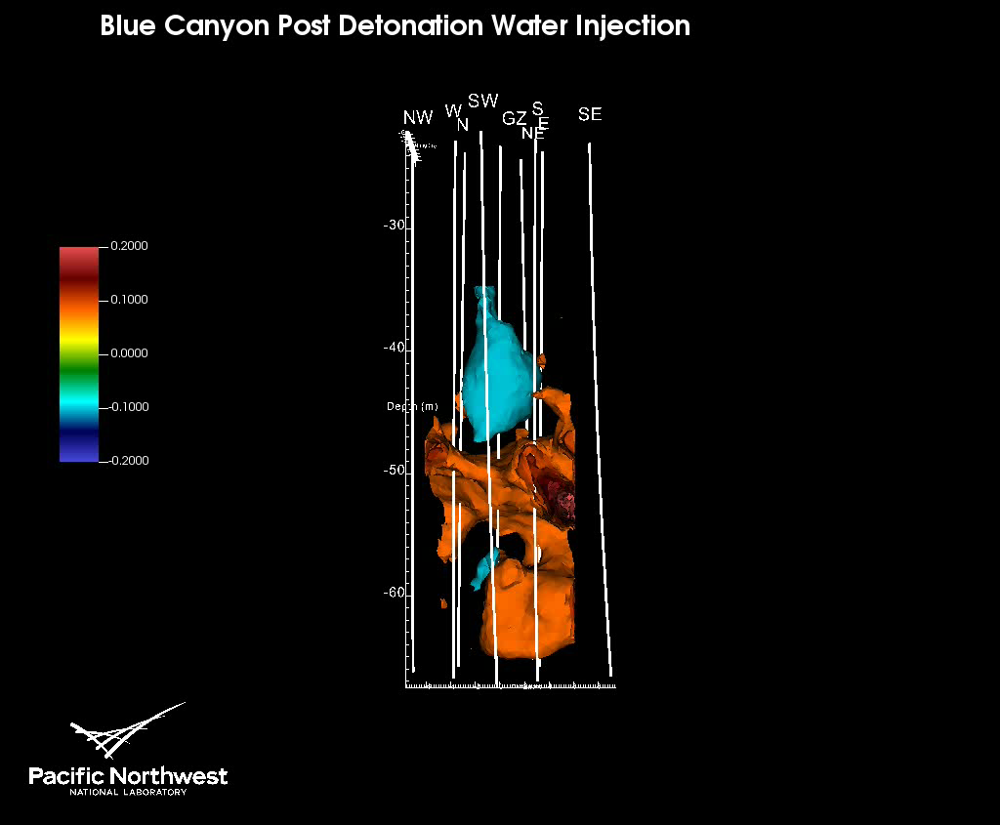 Blue Canyon Post Detonation Water Injection
NW
W
N
SW
GZ
S
E
NE
SE
-30
-40
Depth (m)
-50
-60
0.2000
0.1000
0.0000
-0.1000
-0.2000
Pacific Northwest
NATIONAL LABORATORY